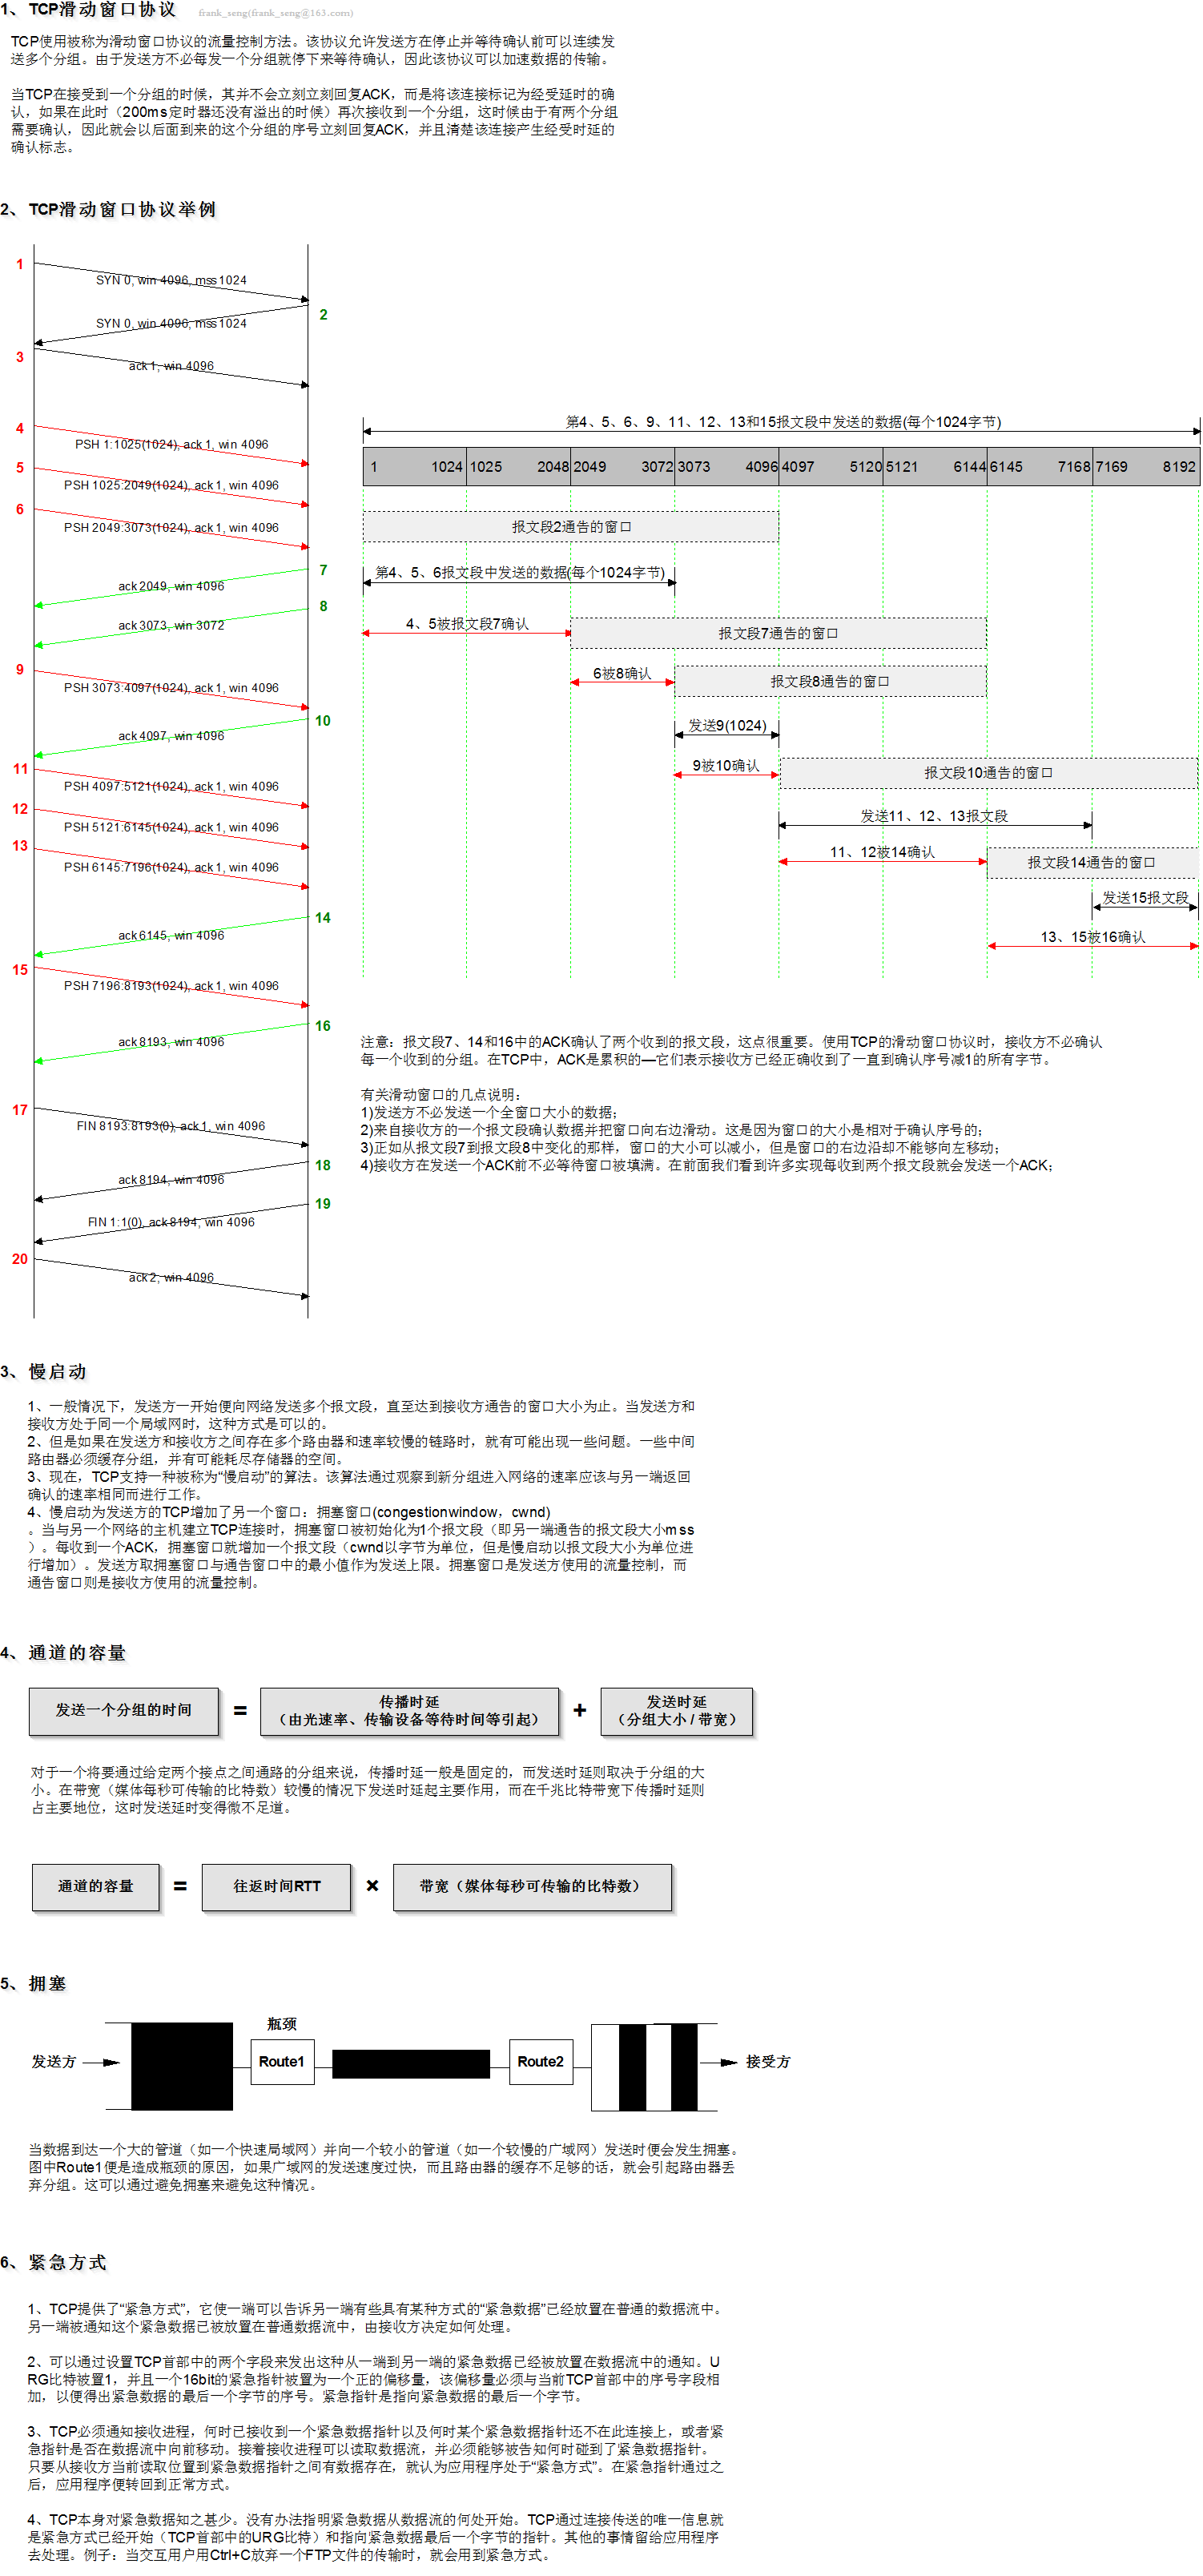 1、TCP滑动窗口协议 frank_seng(frank_seng@163.com)
TCP使用被称为滑动窗口协议的流量控制方法。该协议允许发送方在停止并等待确认前可以连续发
送多个分组。由于发送方不必每发一个分组就停下来等待确认，因此该协议可以加速数据的传输。
当TCP在接受到一个分组的时候，其并不会立刻立刻回复ACK，而是将该连接标记为经受延时的确
认，如果在此时（200ms定时器还没有溢出的时候）再次接收到一个分组，这时候由于有两个分组
需要确认，因此就会以后面到来的这个分组的序号立刻回复ACK，并且清楚该连接产生经受时延的
确认标志。
2、TCP滑动窗口协议举例
1
SYN 0, win 4096, mss1024
2
SYN 0, win 4096, mss1024
3
ack 1, win 4096
4
PSH 1:1025(1024), ack 1, win 4096
5
PSH 1025:2049(1024), ack 1, win 4096
6
PSH 2049:3073(1024), ack 1, win 4096
7
ack 2049, win 4096
8
ack 3073, win 3072
9
PSH 3073:4097(1024), ack 1, win 4096
10
ack 4097, win 4096
11
PSH 4097:5121(1024), ack 1, win 4096
12
PSH 5121:6145(1024), ack 1, win 4096
13
PSH 6145:7196(1024), ack 1, win 4096
14
ack 6145, win 4096
15
PSH 7196:8193(1024), ack 1, win 4096
16
ack 8193, win 4096
17
FIN 8193:8193(0), ack 1, win 4096
18
ack 8194, win 4096
19
FIN 1:1(0), ack 8194, win 4096
20
ack 2, win 4096
第4、5、6、9、11、12、13和15报文段中发送的数据(每个1024字节)
1 1024 1025 2048 2049 3072 3073 4096 4097 5120 5121 6144 6145 7168 7169 8192
报文段2通告的窗口
第4、5、6报文段中发送的数据(每个1024字节)
4、5被报文段7确认 报文段7通告的窗口
6被8确认 报文段8通告的窗口
发送9(1024)
9被10确认 报文段10通告的窗口
发送11、12、13报文段
11、12被14确认 报文段14通告的窗口
发送15报文段
13、15被16确认
注意：报文段7、14和16中的ACK确认了两个收到的报文段，这点很重要。使用TCP的滑动窗口协议时，接收方不必确认
每一个收到的分组。在TCP中，ACK是累积的—它们表示接收方已经正确收到了一直到确认序号减1的所有字节。
有关滑动窗口的几点说明：
1)发送方不必发送一个全窗口大小的数据；
2)来自接收方的一个报文段确认数据并把窗口向右边滑动。这是因为窗口的大小是相对于确认序号的；
3)正如从报文段7到报文段8中变化的那样，窗口的大小可以减小，但是窗口的右边沿却不能够向左移动；
4)接收方在发送一个ACK前不必等待窗口被填满。在前面我们看到许多实现每收到两个报文段就会发送一个ACK；
3、慢启动
1、一般情况下，发送方一开始便向网络发送多个报文段，直至达到接收方通告的窗口大小为止。当发送方和
接收方处于同一个局域网时，这种方式是可以的。
2、但是如果在发送方和接收方之间存在多个路由器和速率较慢的链路时，就有可能出现一些问题。一些中间
路由器必须缓存分组，并有可能耗尽存储器的空间。
3、现在，TCP支持一种被称为“慢启动”的算法。该算法通过观察到新分组进入网络的速率应该与另一端返回
确认的速率相同而进行工作。
4、慢启动为发送方的TCP增加了另一个窗口：拥塞窗口(congestionwindow，cwnd)
。当与另一个网络的主机建立TCP连接时，拥塞窗口被初始化为1个报文段（即另一端通告的报文段大小mss
）。每收到一个ACK，拥塞窗口就增加一个报文段（cwnd以字节为单位，但是慢启动以报文段大小为单位进
行增加）。发送方取拥塞窗口与通告窗口中的最小值作为发送上限。拥塞窗口是发送方使用的流量控制，而
通告窗口则是接收方使用的流量控制。
4、通道的容量
发送一个分组的时间 = 传播时延 （由光速率、传输设备等待时间等引起） + 发送时延 （分组大小 / 带宽）
对于一个将要通过给定两个接点之间通路的分组来说，传播时延一般是固定的，而发送时延则取决于分组的大
小。在带宽（媒体每秒可传输的比特数）较慢的情况下发送时延起主要作用，而在千兆比特带宽下传播时延则
占主要地位，这时发送延时变得微不足道。
通道的容量 = 往返时间RTT × 带宽（媒体每秒可传输的比特数）
5、拥塞
瓶颈
发送方 Route1 Route2 接受方
当数据到达一个大的管道（如一个快速局域网）并向一个较小的管道（如一个较慢的广域网）发送时便会发生拥塞。
图中Route1便是造成瓶颈的原因，如果广域网的发送速度过快，而且路由器的缓存不足够的话，就会引起路由器丢
弃分组。这可以通过避免拥塞来避免这种情况。
6、紧急方式
1、TCP提供了“紧急方式”，它使一端可以告诉另一端有些具有某种方式的“紧急数据”已经放置在普通的数据流中。
另一端被通知这个紧急数据已被放置在普通数据流中，由接收方决定如何处理。
2、可以通过设置TCP首部中的两个字段来发出这种从一端到另一端的紧急数据已经被放置在数据流中的通知。U
RG比特被置1，并且一个16bit的紧急指针被置为一个正的偏移量，该偏移量必须与当前TCP首部中的序号字段相
加，以便得出紧急数据的最后一个字节的序号。紧急指针是指向紧急数据的最后一个字节。
3、TCP必须通知接收进程，何时已接收到一个紧急数据指针以及何时某个紧急数据指针还不在此连接上，或者紧
急指针是否在数据流中向前移动。接着接收进程可以读取数据流，并必须能够被告知何时碰到了紧急数据指针。
只要从接收方当前读取位置到紧急数据指针之间有数据存在，就认为应用程序处于“紧急方式”。在紧急指针通过之
后，应用程序便转回到正常方式。
4、TCP本身对紧急数据知之甚少。没有办法指明紧急数据从数据流的何处开始。TCP通过连接传送的唯一信息就
是紧急方式已经开始（TCP首部中的URG比特）和指向紧急数据最后一个字节的指针。其他的事情留给应用程序
去处理。例子：当交互用户用Ctrl+C放弃一个FTP文件的传输时，就会用到紧急方式。